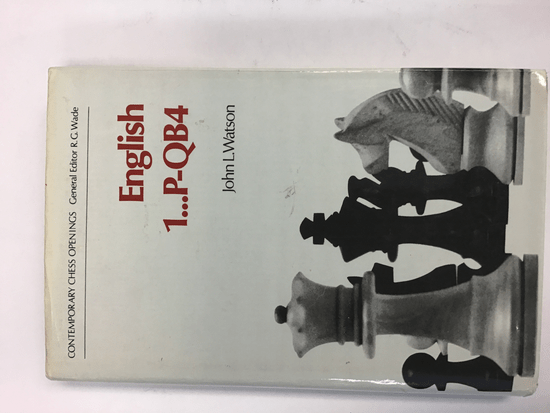 CONTEMPORARY CHESS OPENINGS General Editor R. G. Wade
English
1...P-QB4
John L. Watson